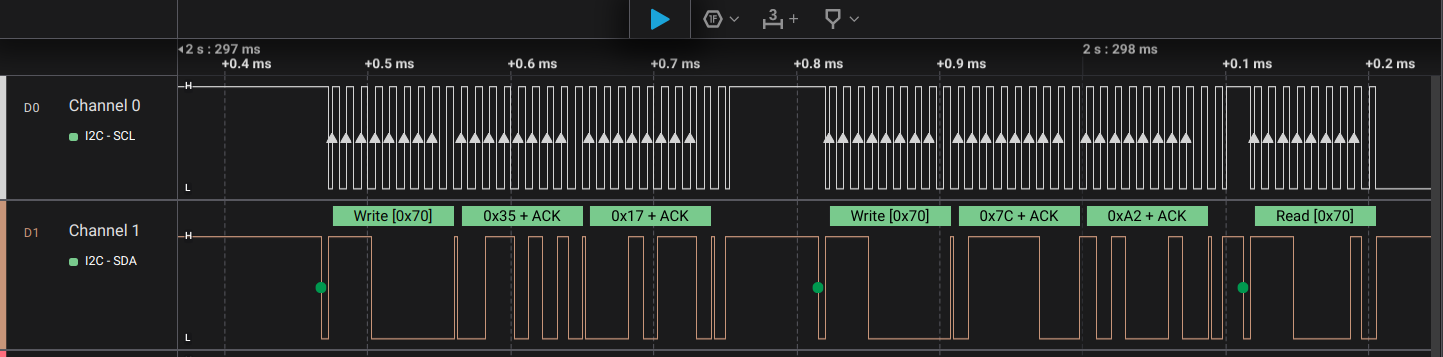 1F 3 +
2 s : 297 ms 2 s : 298 ms
+0.4 ms +0.5 ms +0.6 ms +0.7 ms +0.8 ms +0.9 ms +0.1 ms +0.2 ms
D0 Channel 0 H
I2C - SCL
L
Write [0x70] 0x35 + ACK 0x17 + ACK Write [0x70] 0x7C + ACK 0xA2 + ACK Read [0x70]
D1 Channel 1 H
I2C - SDA
L